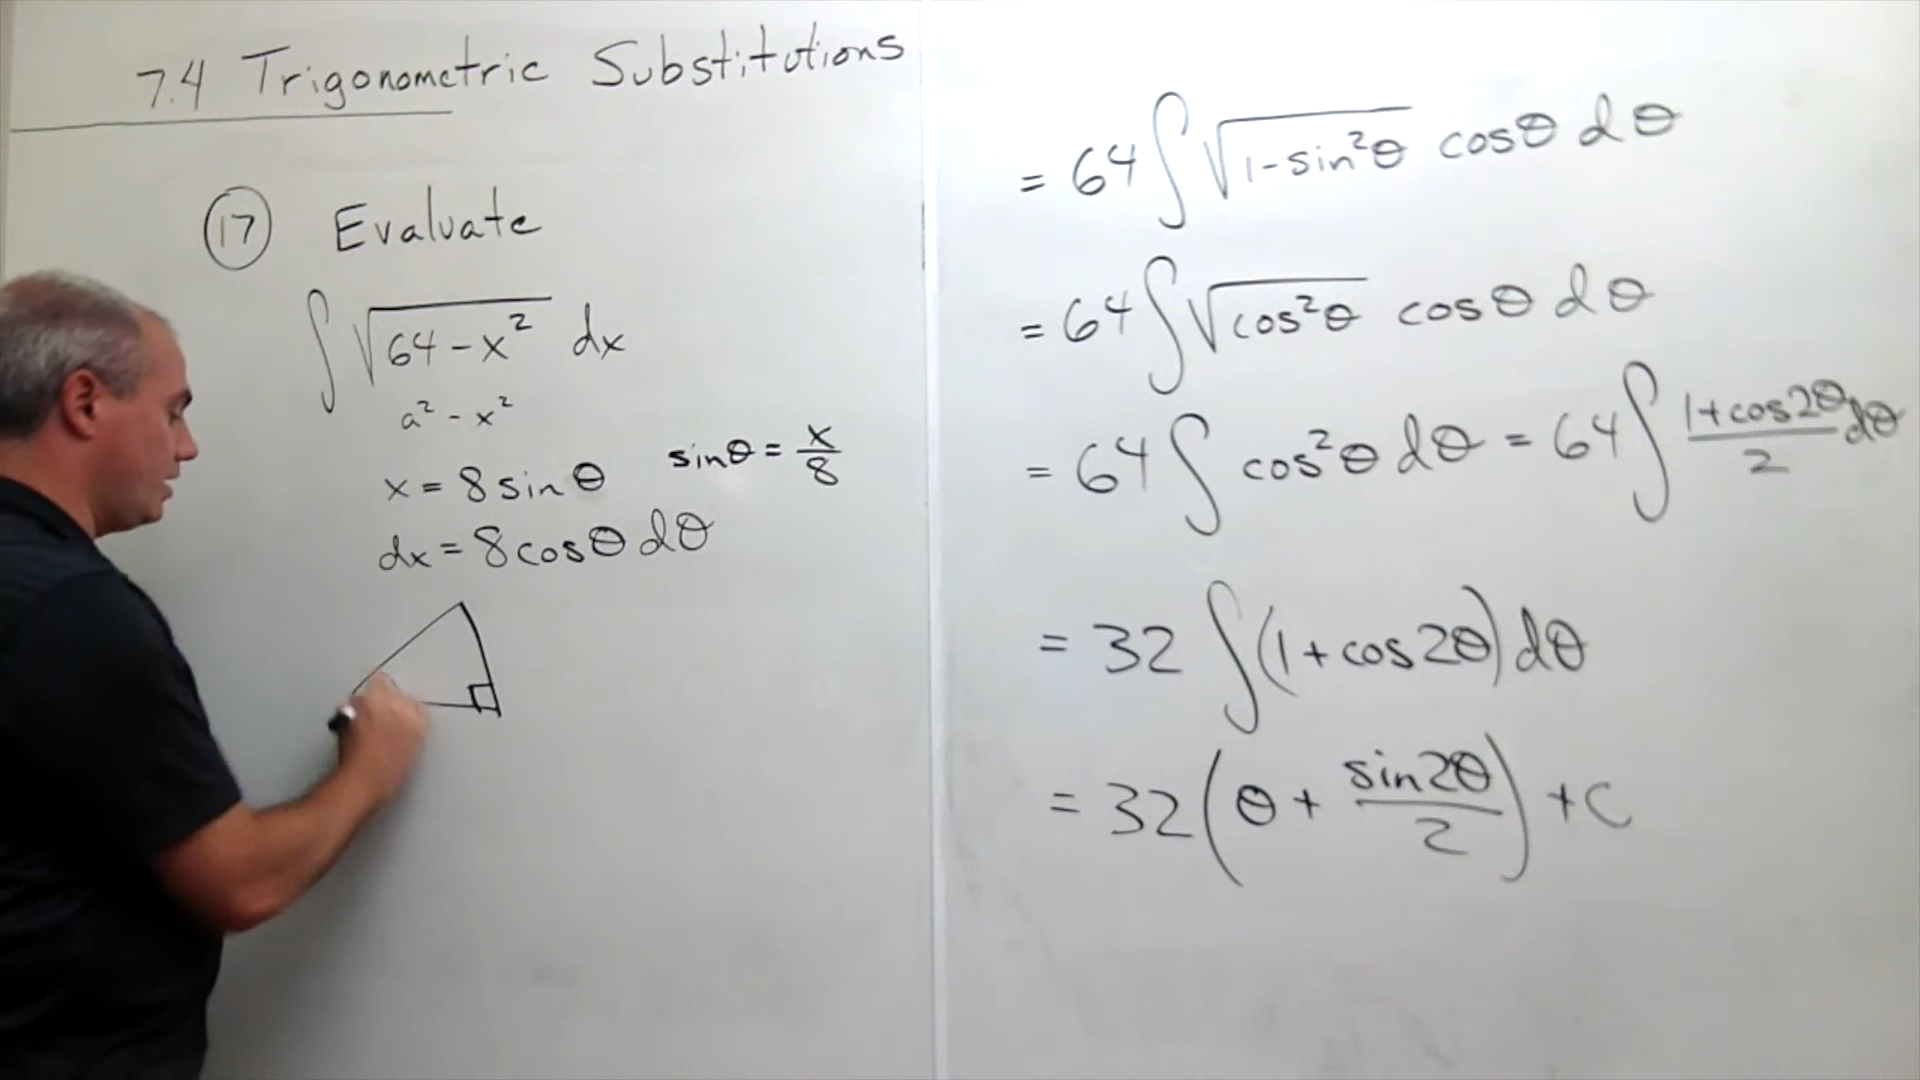 7.4 Trigonometric Substitutions
17 Evaluate
∫ √(64 - x²) dx
a² - x²
x = 8 sin θ
sin θ = x/8
dx = 8 cos θ dθ
= 64 ∫ √(1 - sin²θ) cos θ dθ
= 64 ∫ √(cos²θ) cos θ dθ
= 64 ∫ cos²θ dθ = 64 ∫ (1 + cos 2θ)/2 dθ
= 32 ∫ (1 + cos 2θ) dθ
= 32 (θ + sin 2θ/2) + C